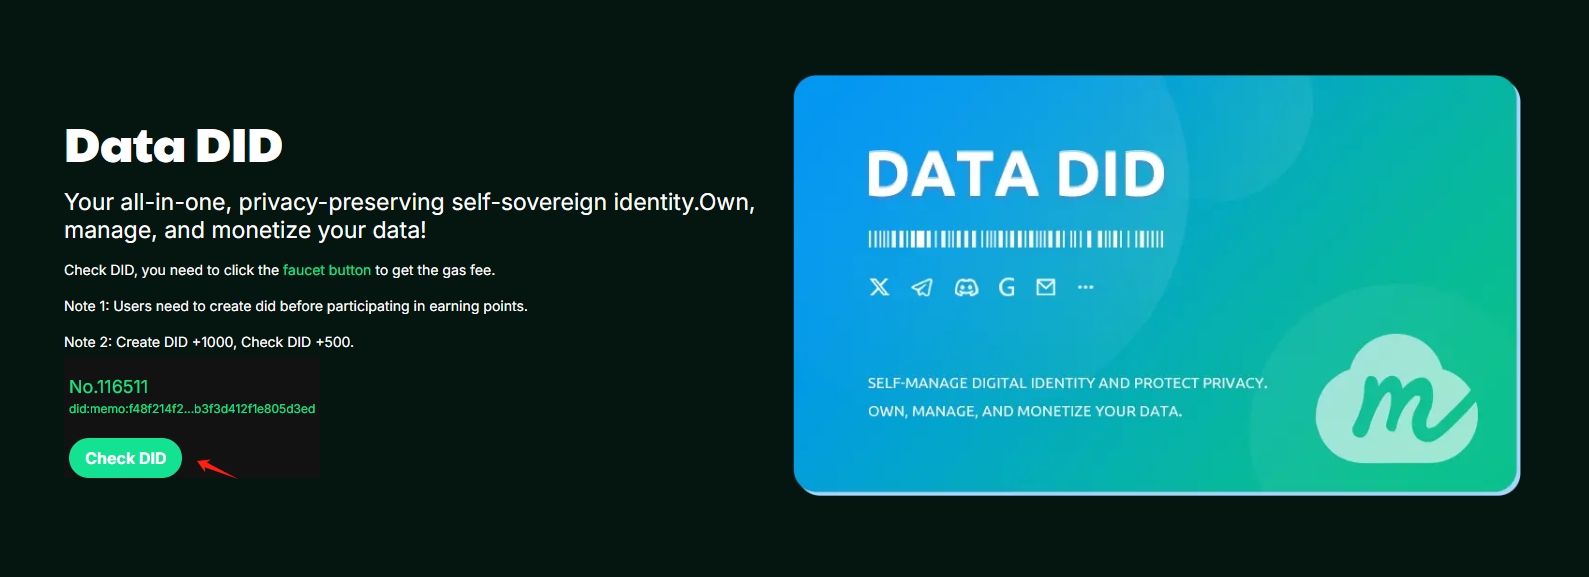 Data DID
Your all-in-one, privacy-preserving self-sovereign identity.Own,
manage, and monetize your data!
Check DID, you need to click the faucet button to get the gas fee.
Note 1: Users need to create did before participating in earning points.
Note 2: Create DID +1000, Check DID +500.
No.116511
did:memo:f48f214f2...b3f3d412f1e805d3ed
Check DID
DATA DID
SELF-MANAGE DIGITAL IDENTITY AND PROTECT PRIVACY.
OWN, MANAGE, AND MONETIZE YOUR DATA.
m